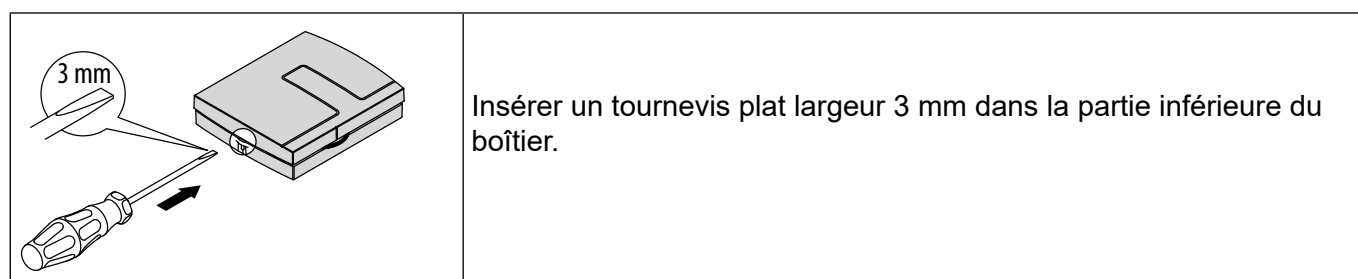 3 mm
Insérer un tournevis plat largeur 3 mm dans la partie inférieure du
boîtier.